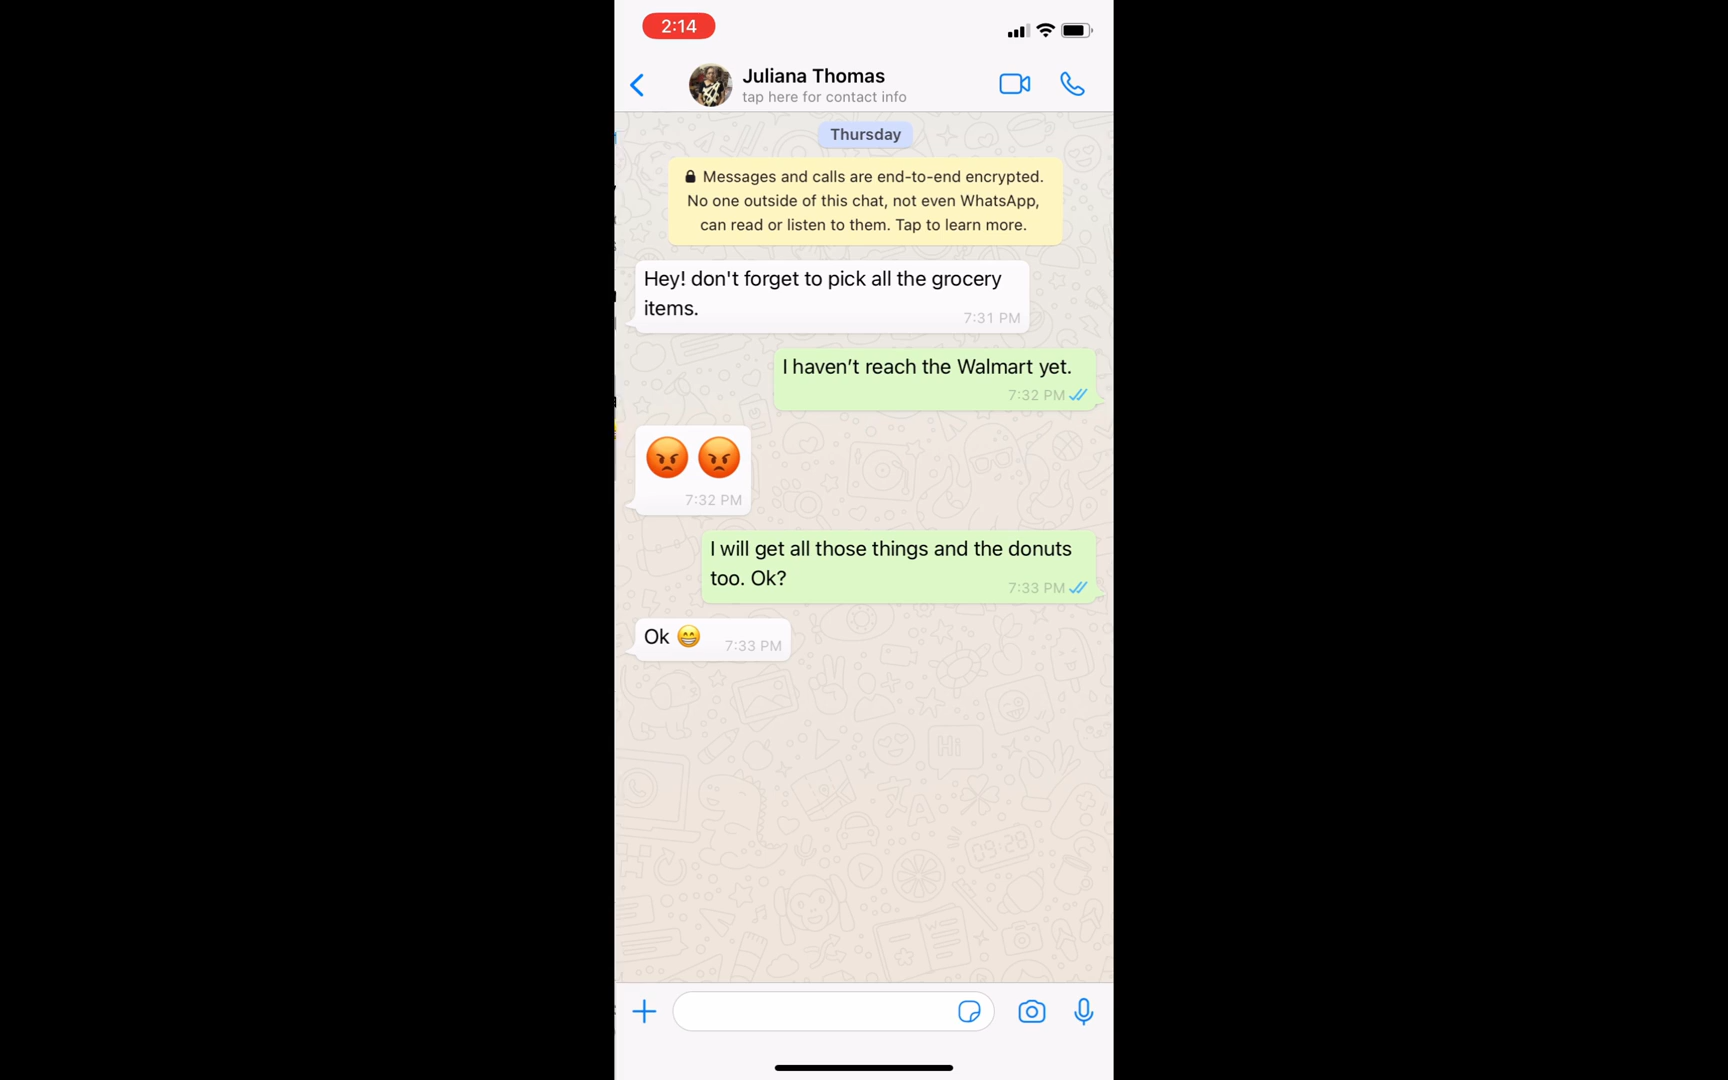 2:14
Juliana Thomas
tap here for contact info
Thursday
Messages and calls are end-to-end encrypted.
No one outside of this chat, not even WhatsApp,
can read or listen to them. Tap to learn more.
Hey! don't forget to pick all the grocery
items.
7:31 PM
I haven’t reach the Walmart yet.
7:32 PM
😡 😡
7:32 PM
I will get all those things and the donuts
too. Ok?
7:33 PM
Ok 😁
7:33 PM